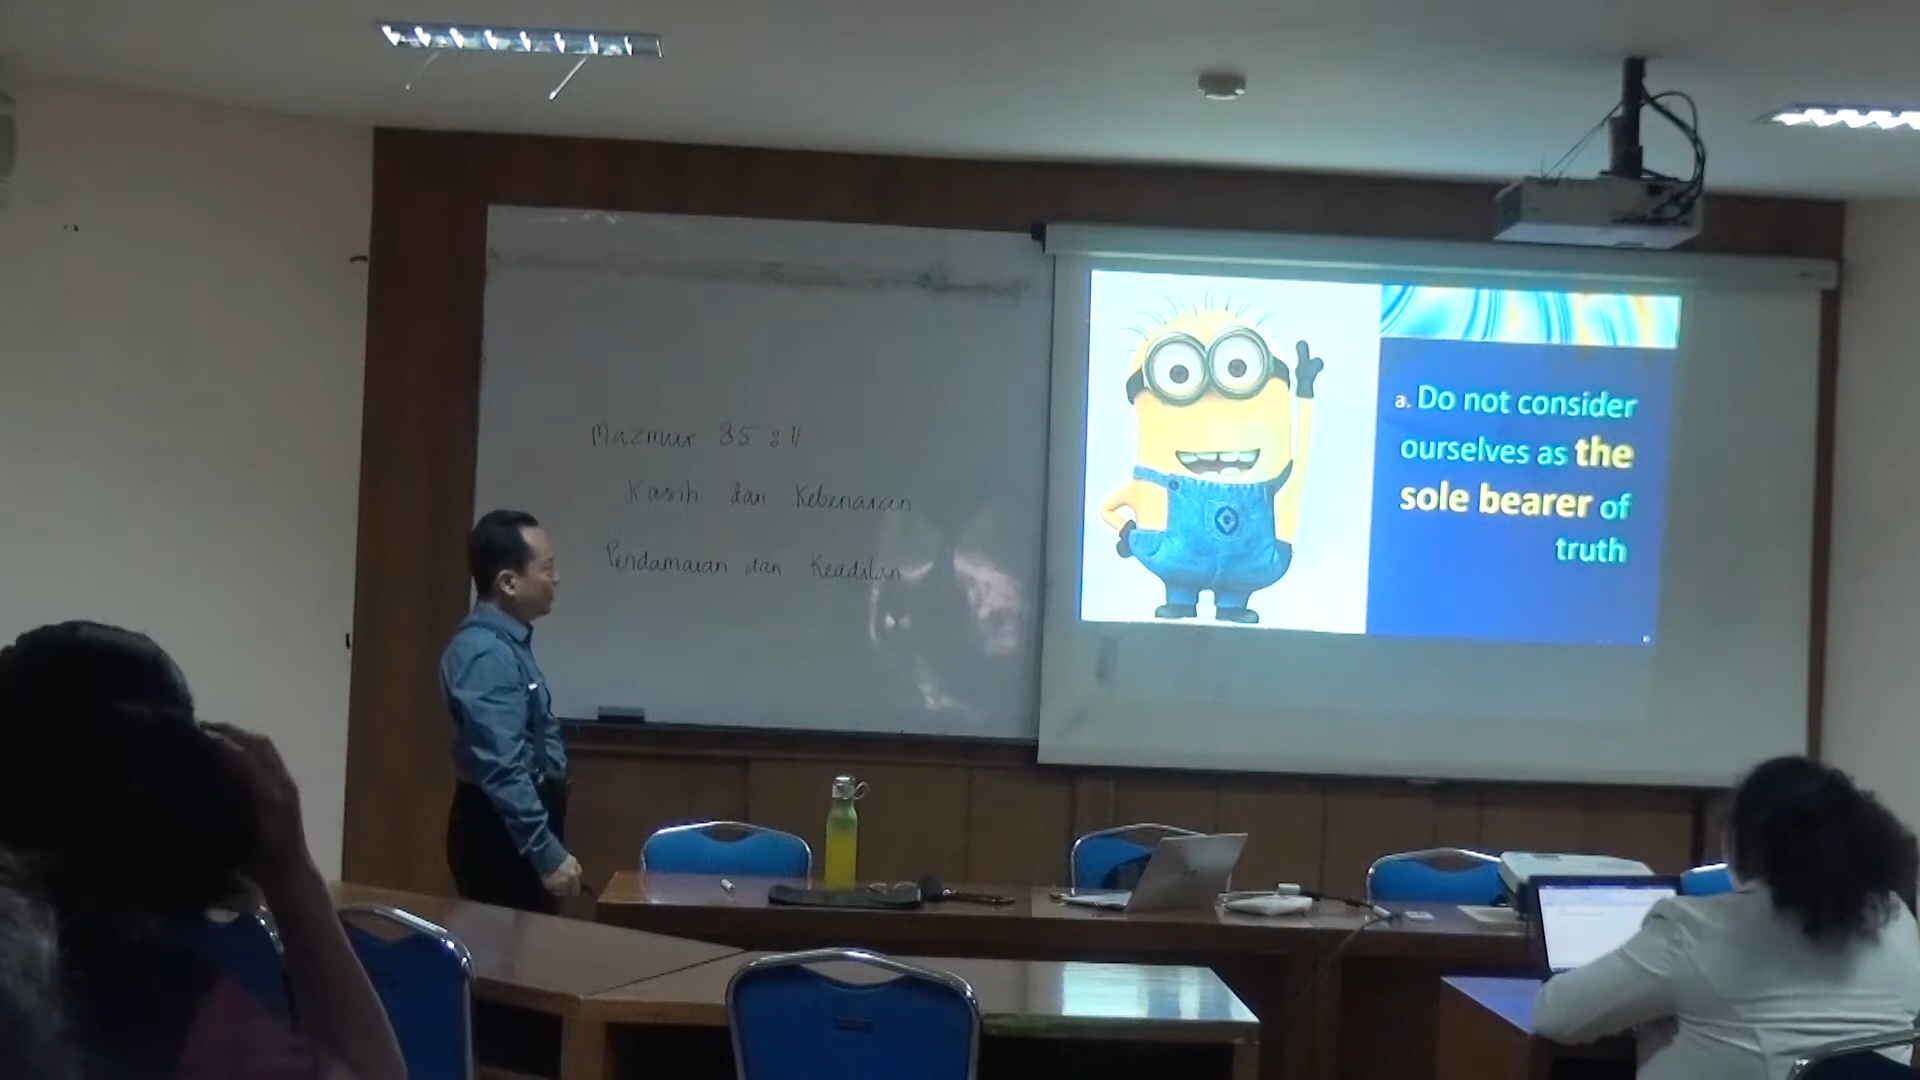 Mazmur 85 : 4
Kasih dan Kebenaran
Perdamaian dan Keadilan
a. Do not consider
ourselves as the
sole bearer of
truth